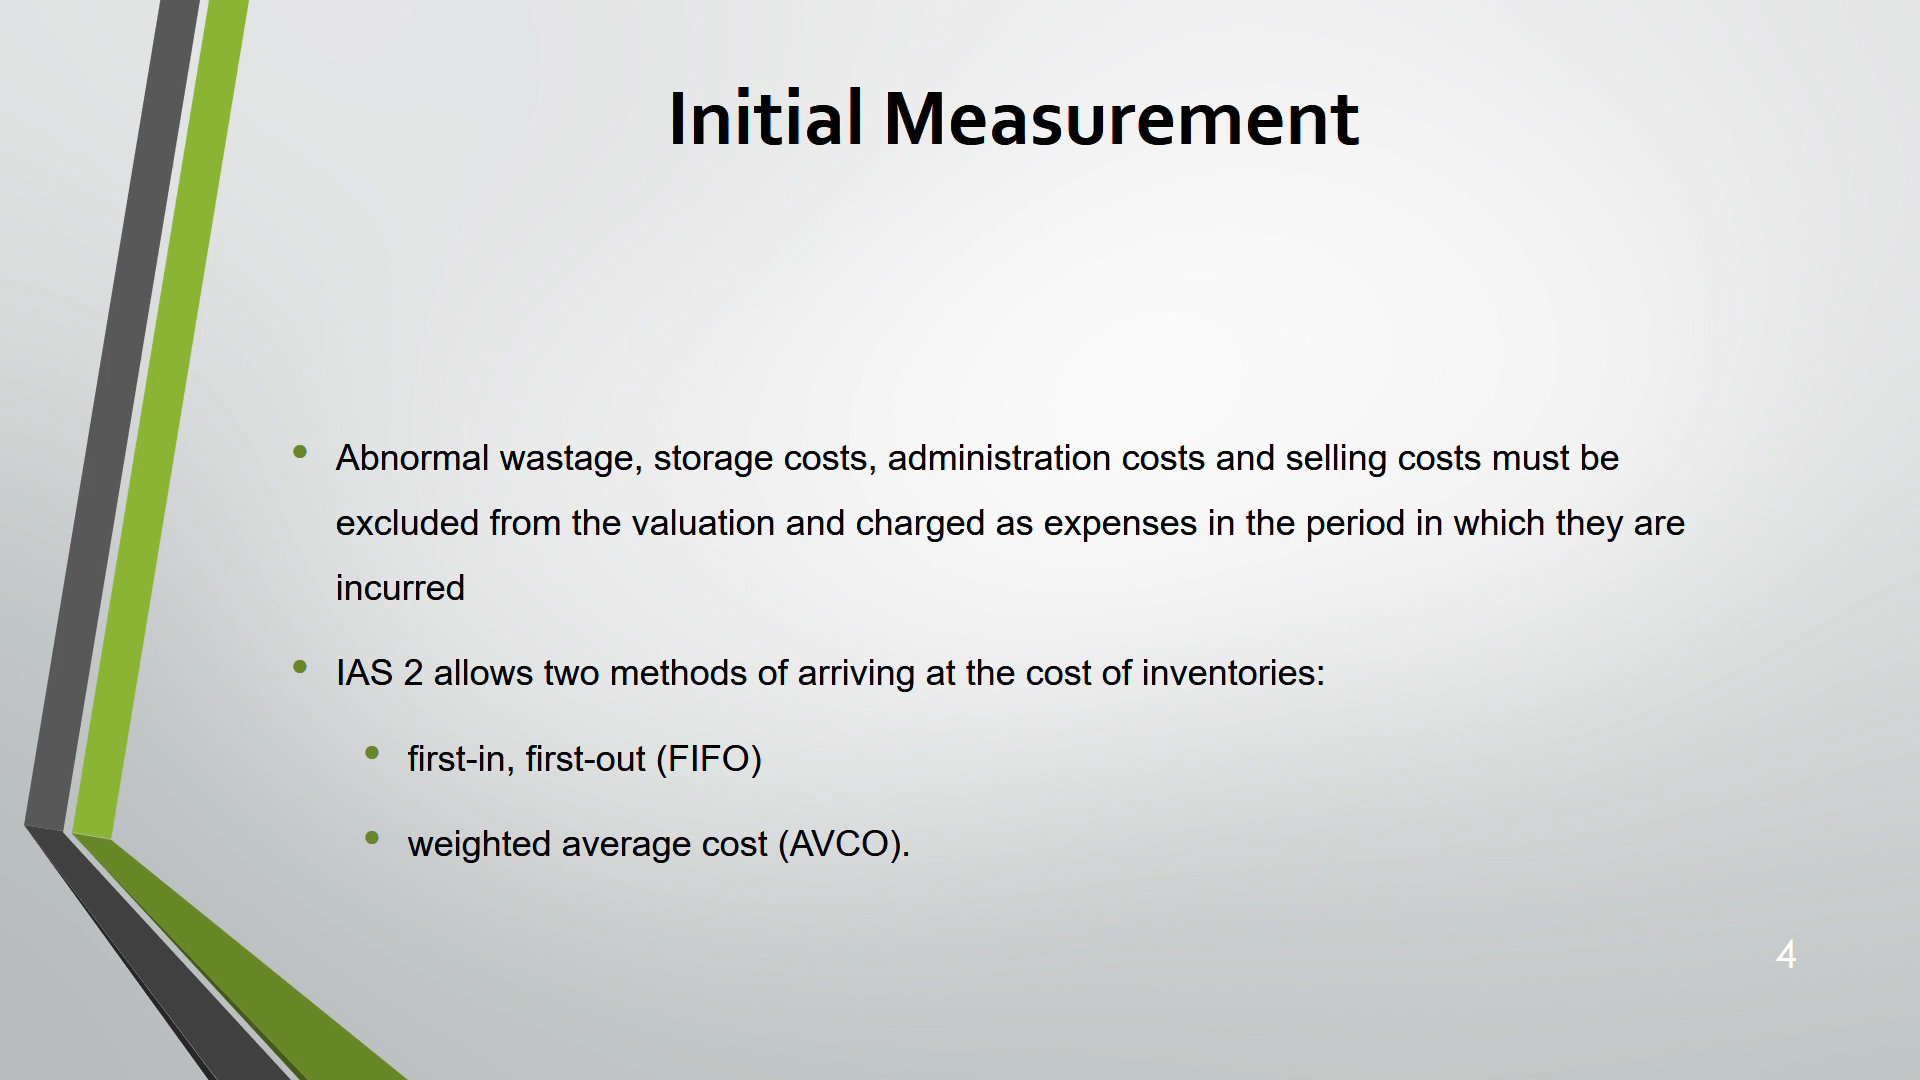 Initial Measurement
• Abnormal wastage, storage costs, administration costs and selling costs must be
excluded from the valuation and charged as expenses in the period in which they are
incurred
• IAS 2 allows two methods of arriving at the cost of inventories:
• first-in, first-out (FIFO)
• weighted average cost (AVCO).
4